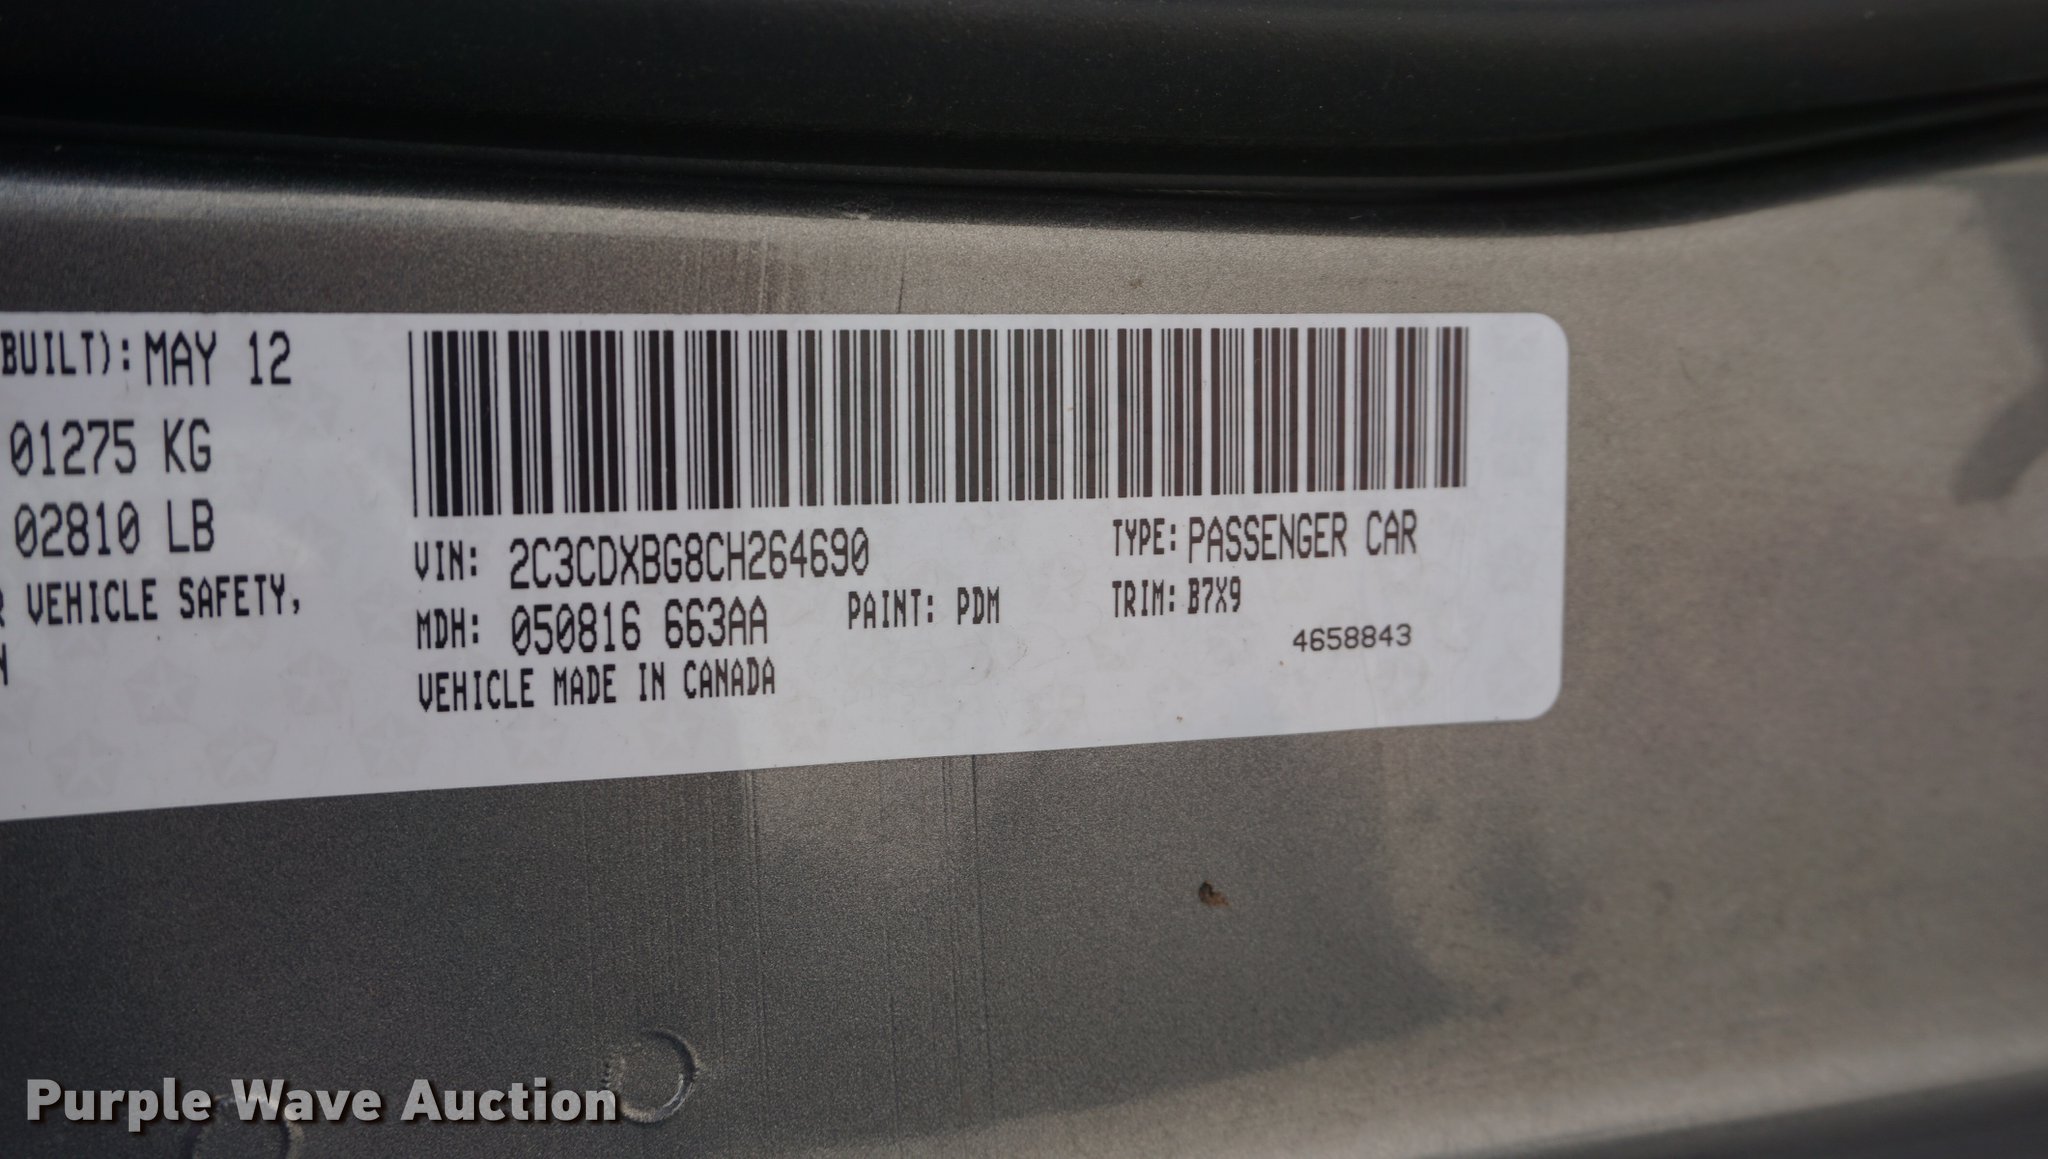 BUILT): MAY 12
01275 KG
02810 LB
VEHICLE SAFETY,
VIN: 2C3CDXBG8CH264690
TYPE: PASSENGER CAR
MDH: 050816 663AA
PAINT: PDM
TRIM: B7X9
VEHICLE MADE IN CANADA
4658843
Purple Wave Auction